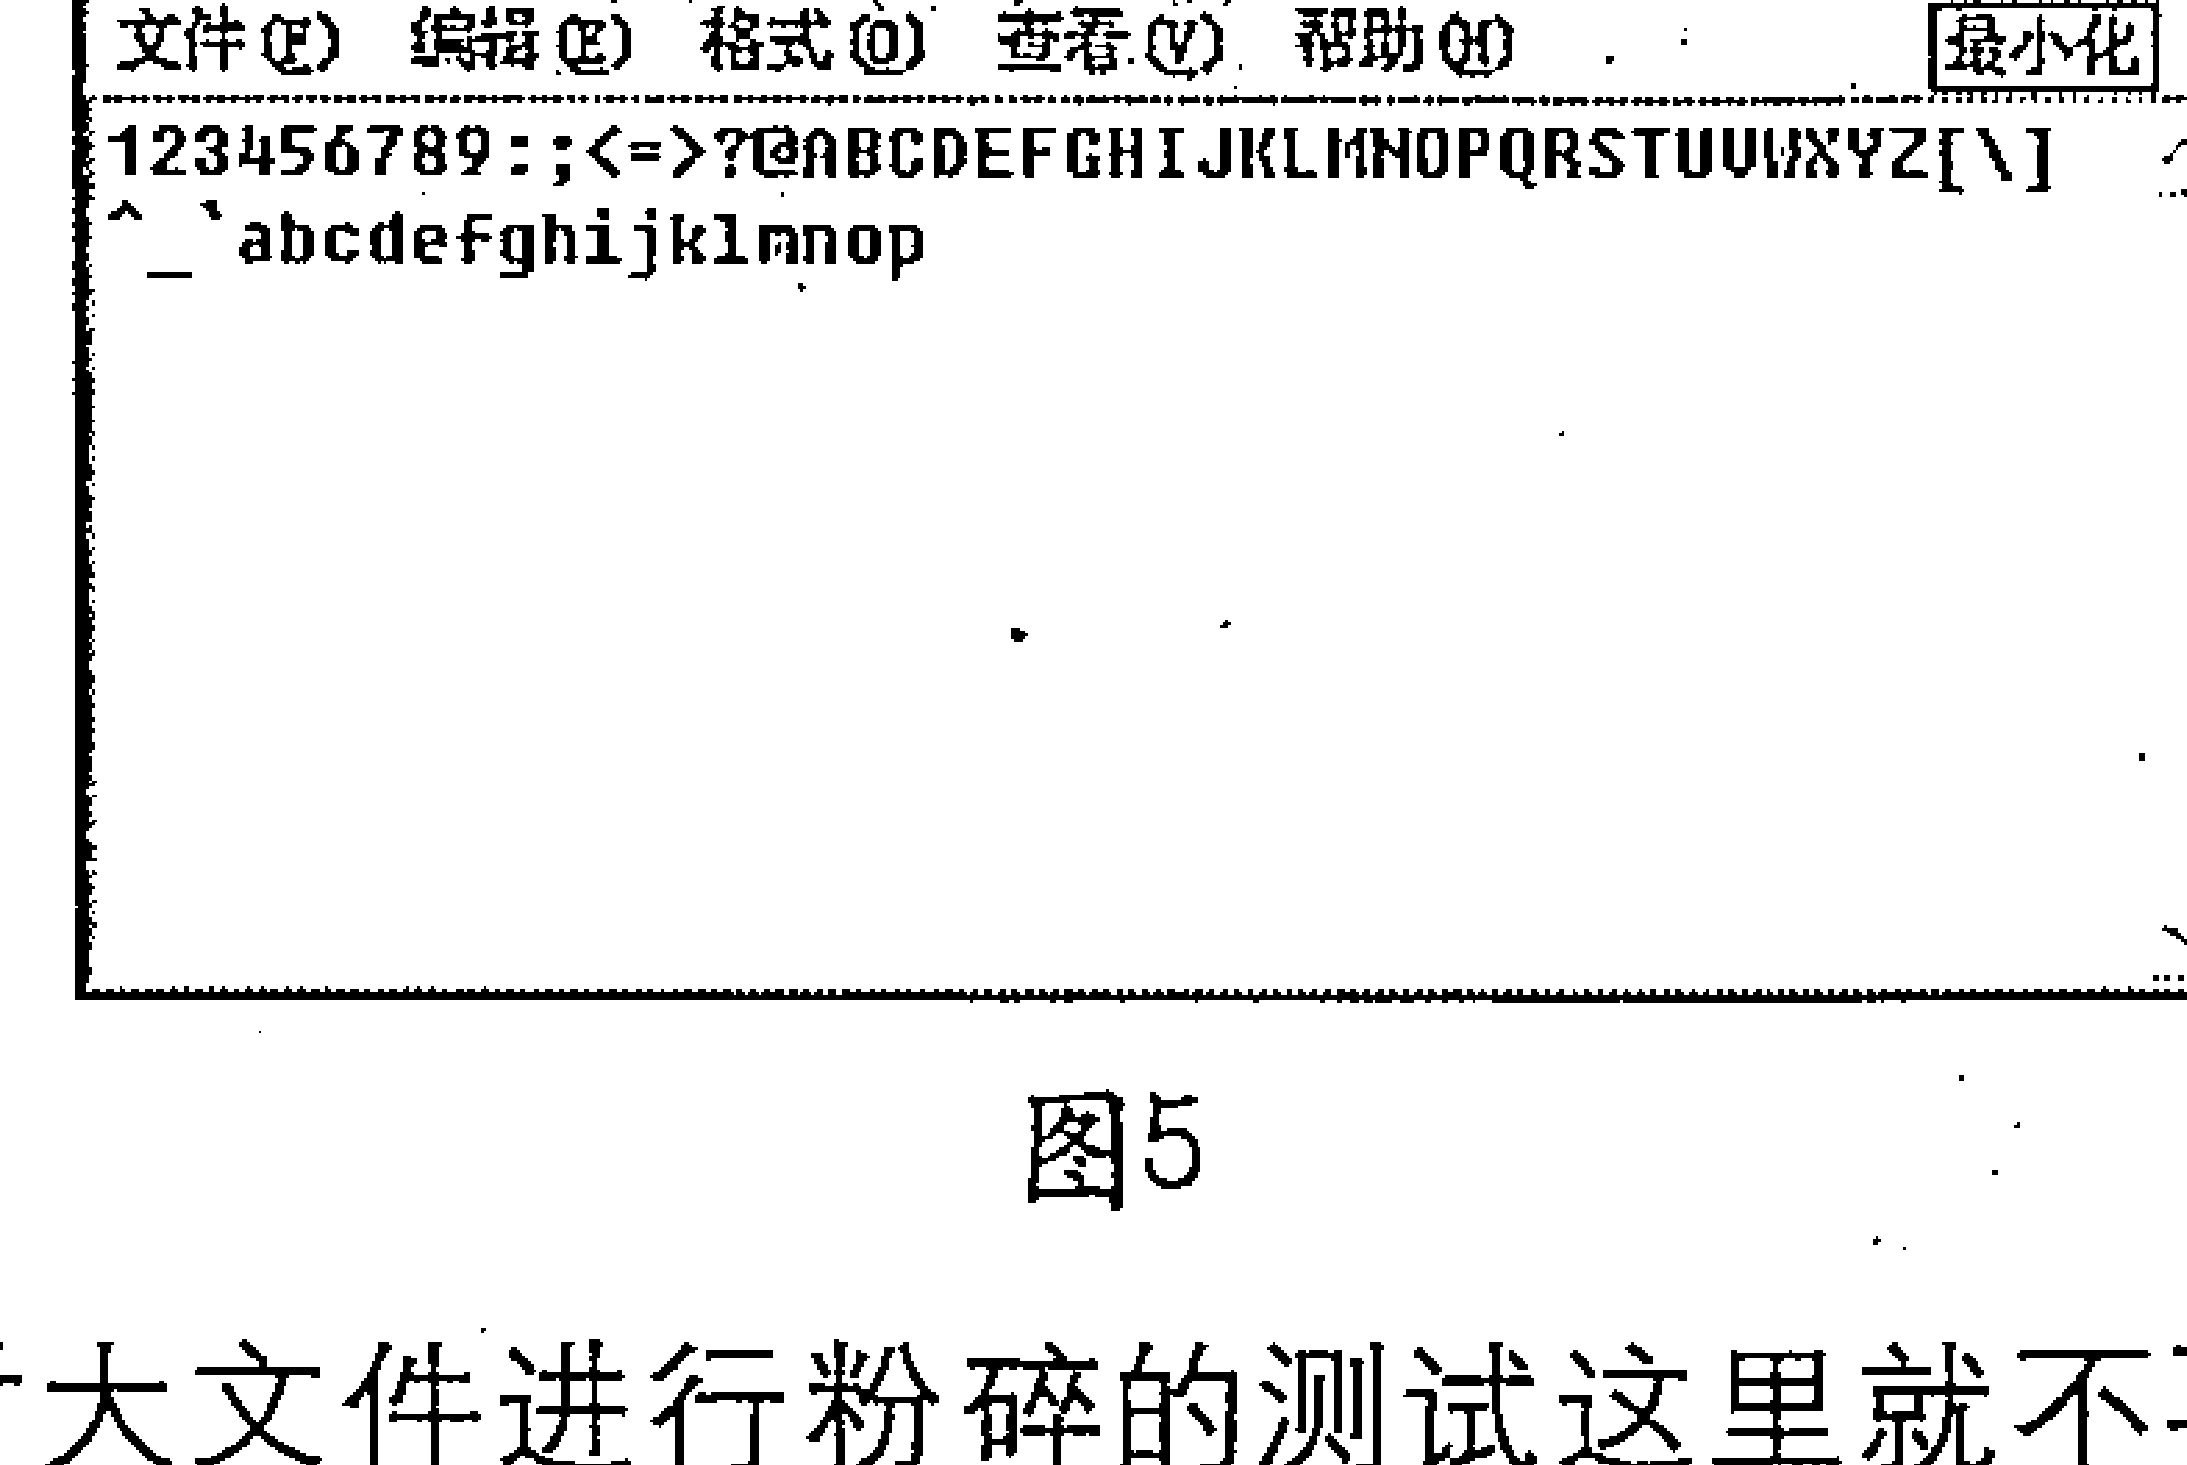 文件(F) 编辑(E) 格式(O) 查看(V) 帮助(H) 最小化
123456789:;<=>?@ABCDEFGHIJKLMNOPQRSTUVWXYZ[\]
^_`abcdefghijklmnop
图5
大文件进行粉碎的测试这里就不